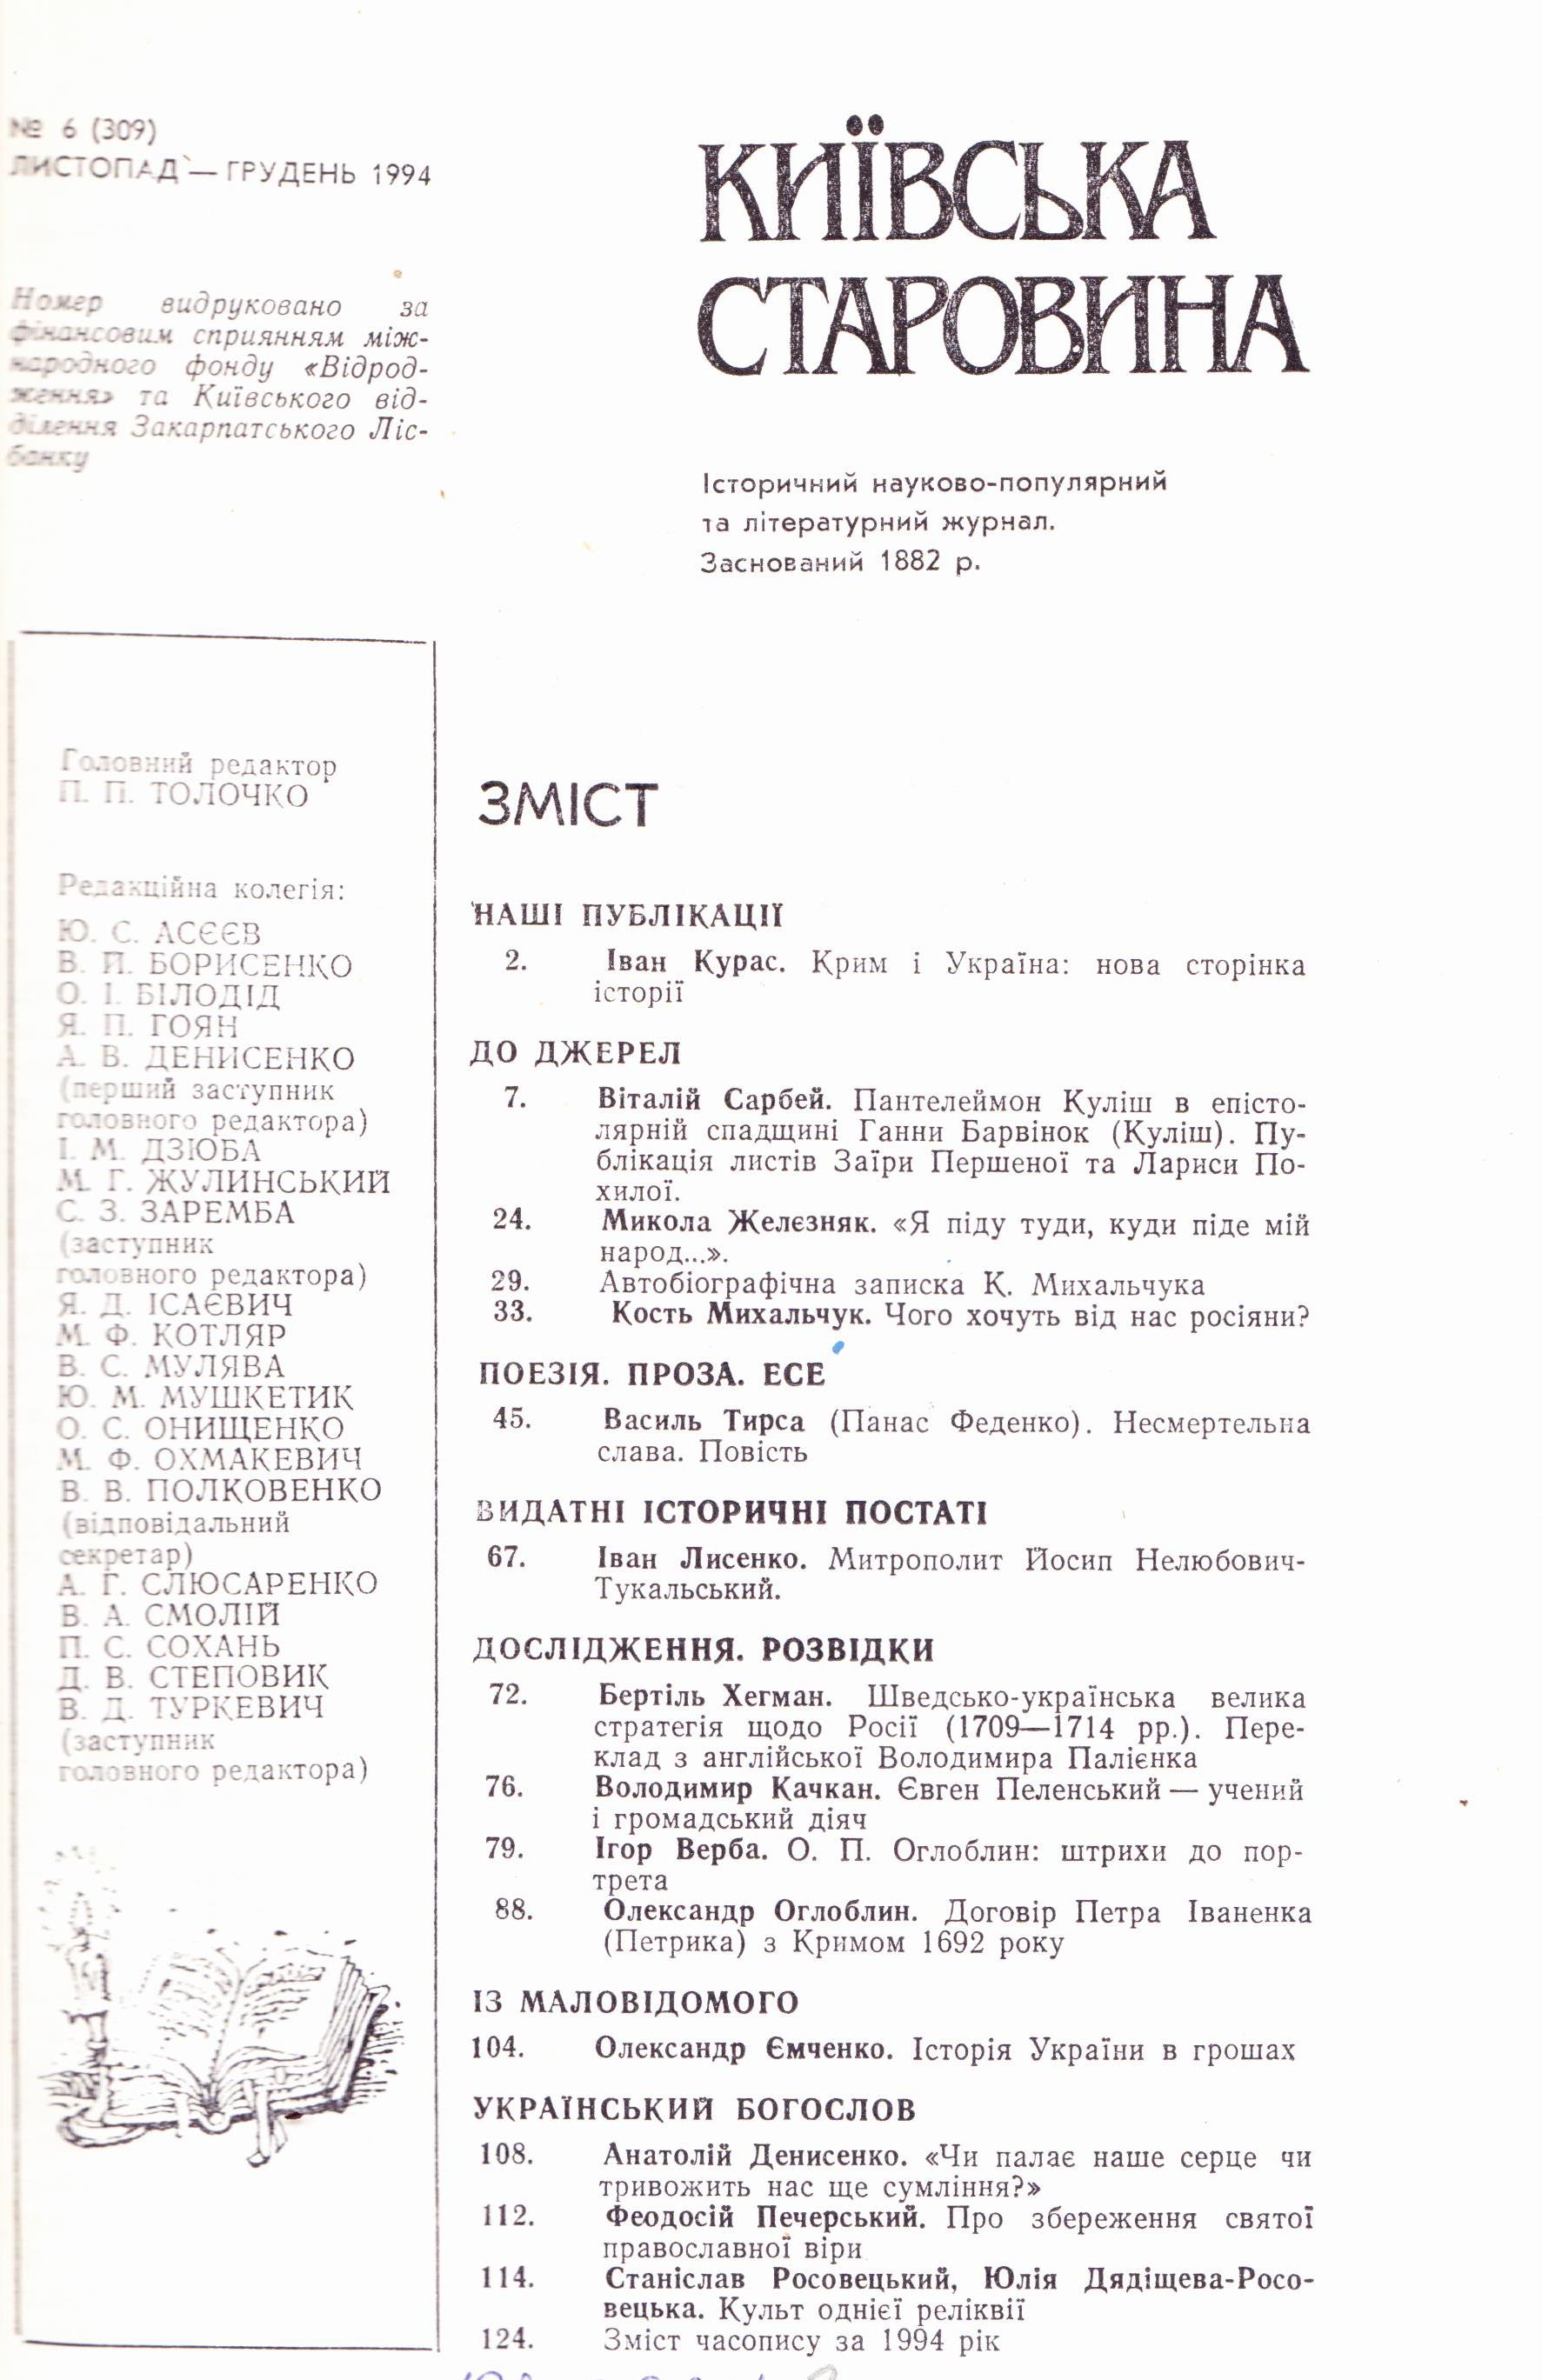 № 6 (309)
ЛИСТОПАД — ГРУДЕНЬ 1994
Номер видруковано за
фінансовим сприянням між-
народного фонду «Відрод-
ження» та Київського від-
ділення Закарпатського Ліс-
банку
КИЇВСЬКА
СТАРОВИНА
Історичний науково-популярний
та літературний журнал.
Заснований 1882 р.
Головний редактор
П. П. ТОЛОЧКО
Редакційна колегія:
Ю. С. АСЄЄВ
В. Й. БОРИСЕНКО
О. І. БІЛОДІД
Я. П. ГОЯН
А. В. ДЕНИСЕНКО
(перший заступник
головного редактора)
І. М. ДЗЮБА
М. Г. ЖУЛИНСЬКИЙ
С. З. ЗАРЕМБА
(заступник
головного редактора)
Я. Д. ІСАЄВИЧ
М. Ф. КОТЛЯР
В. С. МУЛЯВА
Ю. М. МУШКЕТИК
О. С. ОНИЩЕНКО
М. Ф. ОХМАКЕВИЧ
В. В. ПОЛКОВЕНКО
(відповідальний
секретар)
А. Г. СЛЮСАРЕНКО
В. А. СМОЛІЙ
П. С. СОХАНЬ
Д. В. СТЕПОВИК
В. Д. ТУРКЕВИЧ
(заступник
головного редактора)
ЗМІСТ
НАШІ ПУБЛІКАЦІЇ
2. Іван Курас. Крим і Україна: нова сторінка
історії
ДО ДЖЕРЕЛ
7. Віталій Сарбей. Пантелеймон Куліш в епісто-
лярній спадщині Ганни Барвінок (Куліш). Пу-
блікація листів Заїри Першеної та Лариси По-
хилої.
24. Микола Желєзняк. «Я піду туди, куди піде мій
народ...».
29. Автобіографічна записка К. Михальчука
33. Кость Михальчук. Чого хочуть від нас росіяни?
ПОЕЗІЯ. ПРОЗА. ЕСЕ
45. Василь Тирса (Панас Феденко). Несмертельна
слава. Повість
ВИДАТНІ ІСТОРИЧНІ ПОСТАТІ
67. Іван Лисенко. Митрополит Йосип Нелюбович-
Тукальський.
ДОСЛІДЖЕННЯ. РОЗВІДКИ
72. Бертіль Хегман. Шведсько-українська велика
стратегія щодо Росії (1709—1714 рр.). Пере-
клад з англійської Володимира Палієнка
76. Володимир Качкан. Євген Пеленський — учений
і громадський діяч
79. Ігор Верба. О. П. Оглоблин: штрихи до пор-
трета
88. Олександр Оглоблин. Договір Петра Іваненка
(Петрика) з Кримом 1692 року
ІЗ МАЛОВІДОМОГО
104. Олександр Ємченко. Історія України в грошах
УКРАЇНСЬКИЙ БОГОСЛОВ
108. Анатолій Денисенко. «Чи палає наше серце чи
тривожить нас ще сумління?»
112. Феодосій Печерський. Про збереження святої
православної віри
114. Станіслав Росовецький, Юлія Дядіщева-Росо-
вецька. Культ однієї реліквії
124. Зміст часопису за 1994 рік